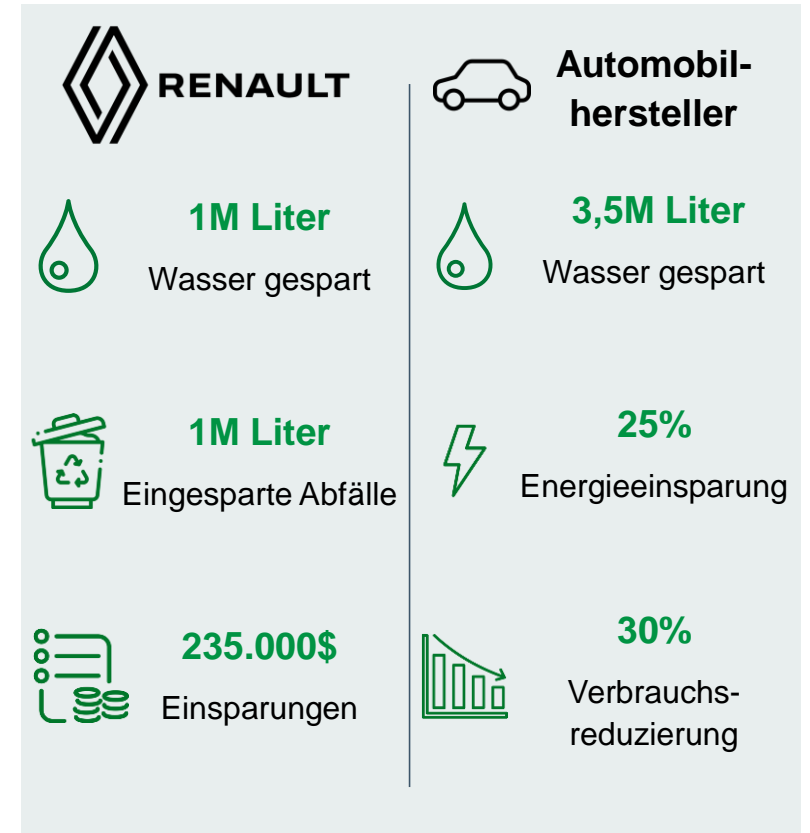 RENAULT
1M Liter
Wasser gespart
1M Liter
Eingesparte Abfälle
235.000$
Einsparungen
Automobil-
hersteller
3,5M Liter
Wasser gespart
25%
Energieeinsparung
30%
Verbrauchs-
reduzierung